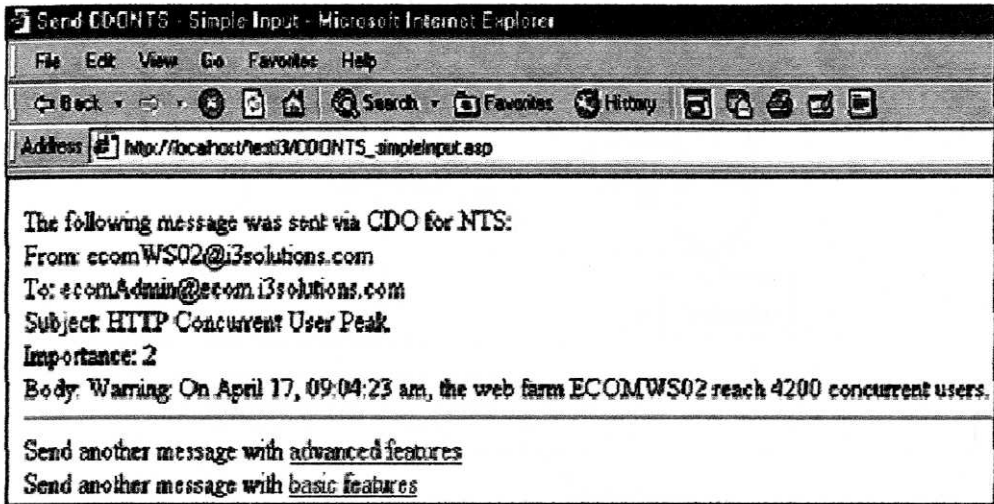 Send CDONTS - Simple Input - Microsoft Internet Explorer
File Edit View Go Favorites Help
Back Search Favorites History
Address http://localhost/testi3/CDONTS_simpleInput.asp
The following message was sent via CDO for NTS:
From: ecomWS02@i3solutions.com
To: ecomAdmin@ecom.i3solutions.com
Subject: HTTP Concurrent User Peak
Importance: 2
Body: Warning: On April 17, 09:04:23 am, the web farm ECOMWS02 reach 4200 concurrent users.
Send another message with advanced features
Send another message with basic features